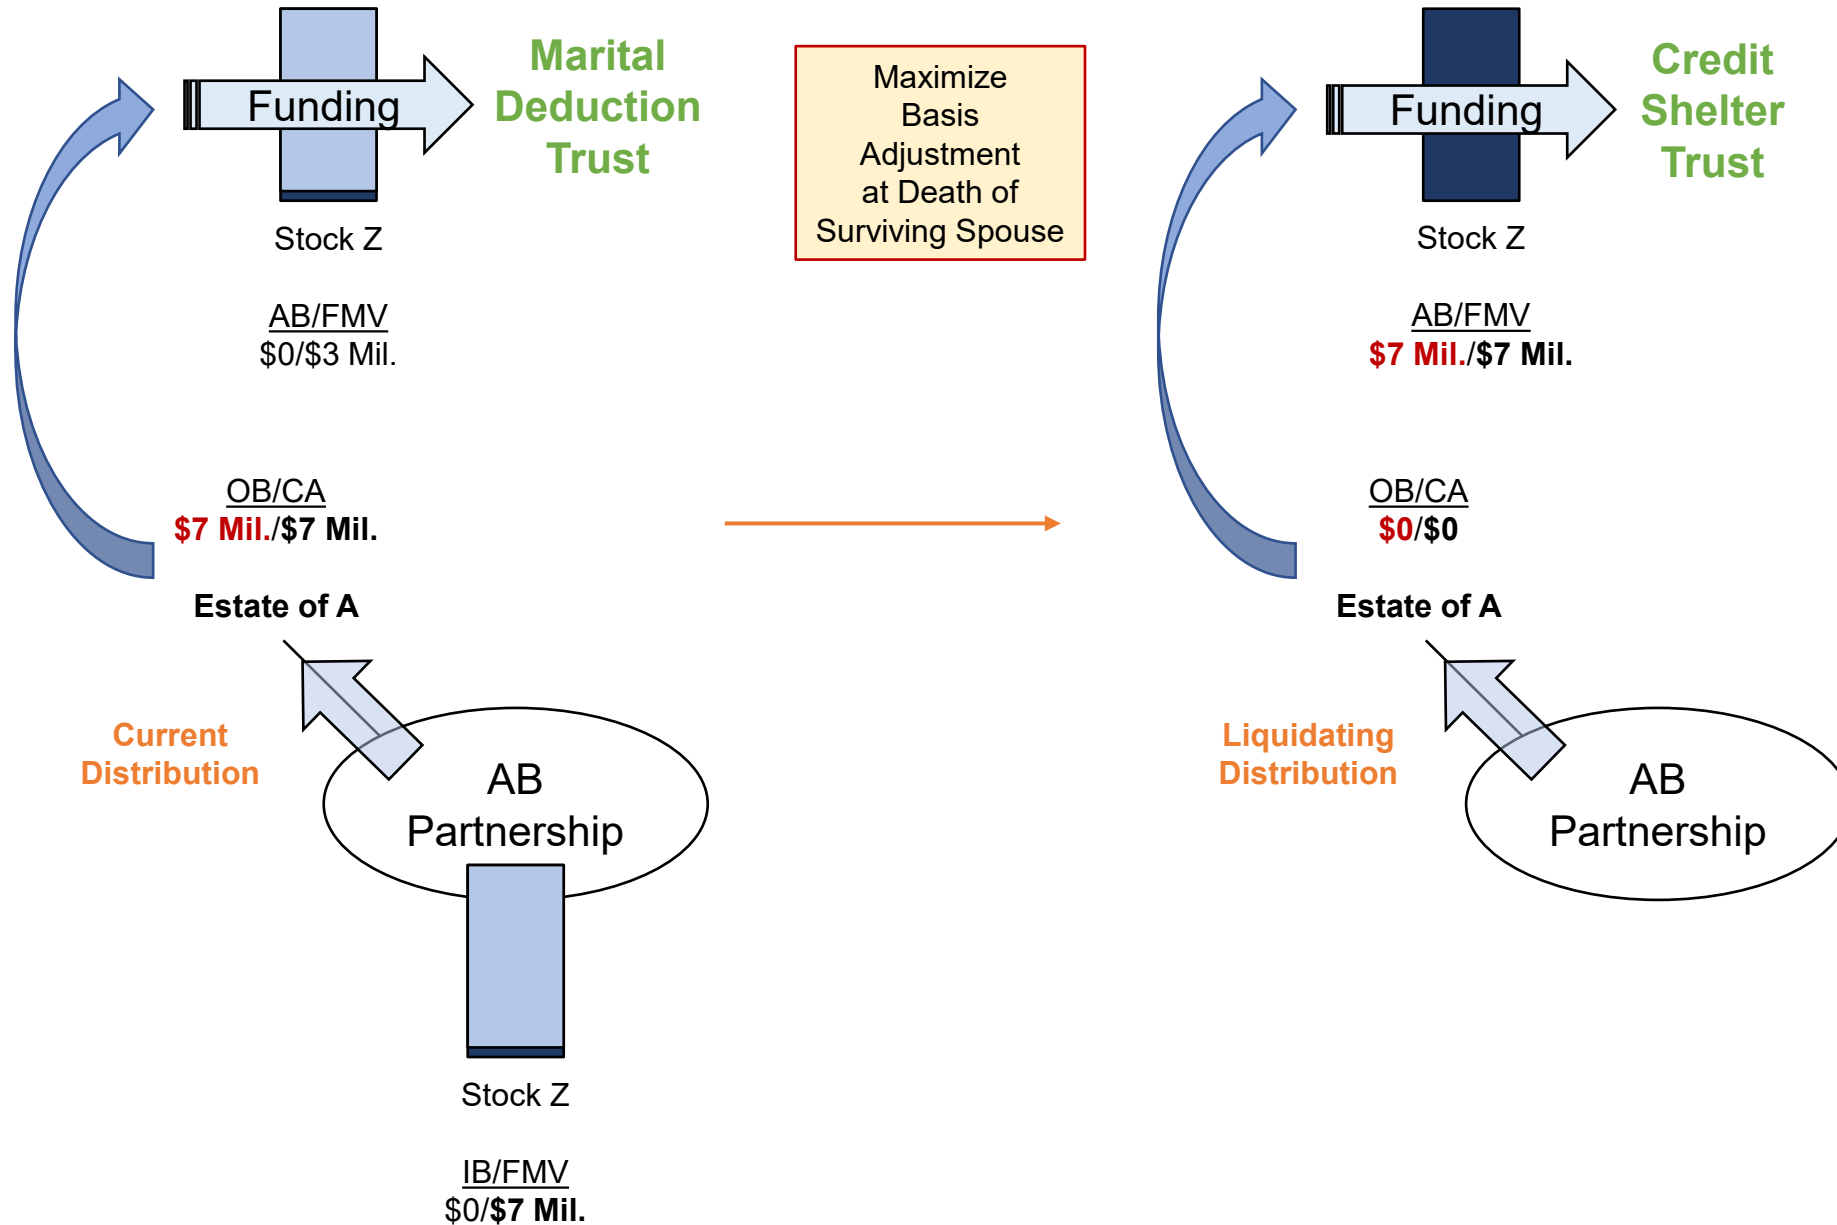 Funding
Marital
Deduction
Trust
Stock Z
AB/FMV
$0/$3 Mil.
OB/CA
$7 Mil./$7 Mil.
Estate of A
Current
Distribution
AB
Partnership
Stock Z
IB/FMV
$0/$7 Mil.
Maximize
Basis
Adjustment
at Death of
Surviving Spouse
Funding
Credit
Shelter
Trust
Stock Z
AB/FMV
$7 Mil./$7 Mil.
OB/CA
$0/$0
Estate of A
Liquidating
Distribution
AB
Partnership